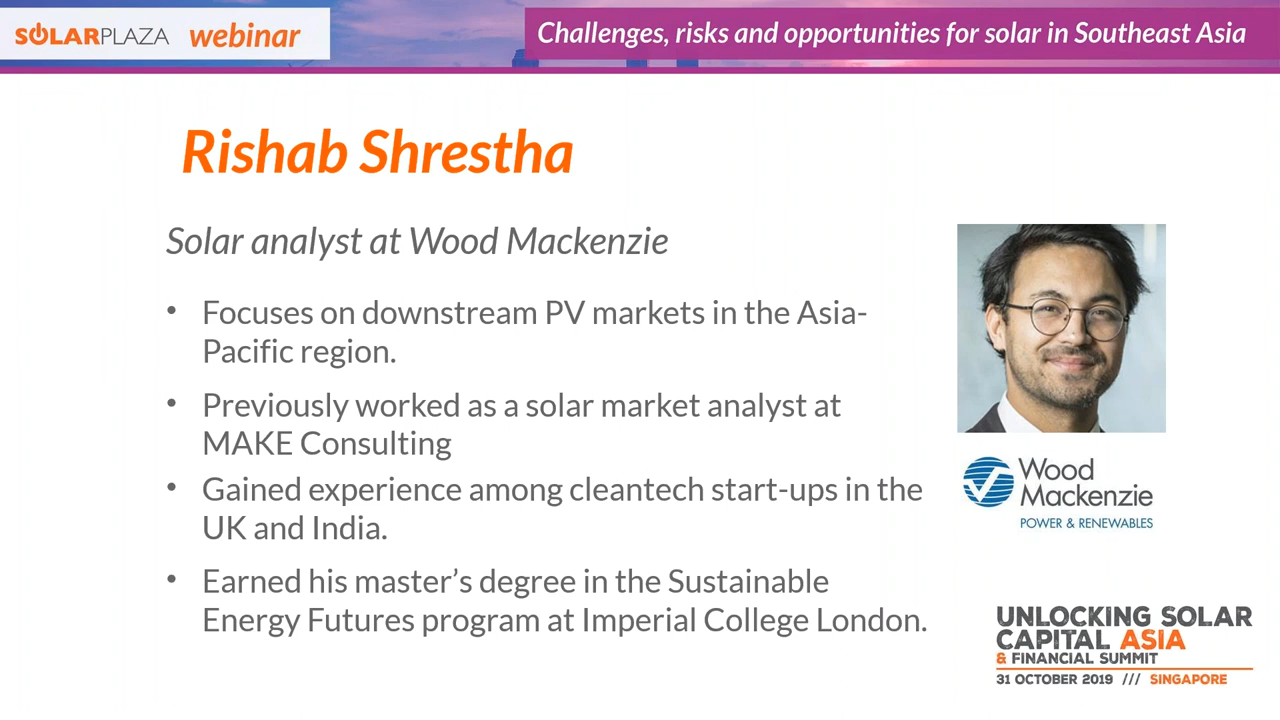 SOLARPLAZA webinar
Challenges, risks and opportunities for solar in Southeast Asia
Rishab Shrestha
Solar analyst at Wood Mackenzie
• Focuses on downstream PV markets in the Asia-
Pacific region.
• Previously worked as a solar market analyst at
MAKE Consulting
• Gained experience among cleantech start-ups in the
UK and India.
• Earned his master’s degree in the Sustainable
Energy Futures program at Imperial College London.
Wood
Mackenzie
POWER & RENEWABLES
UNLOCKING SOLAR
CAPITAL ASIA
& FINANCIAL SUMMIT
31 OCTOBER 2019 /// SINGAPORE